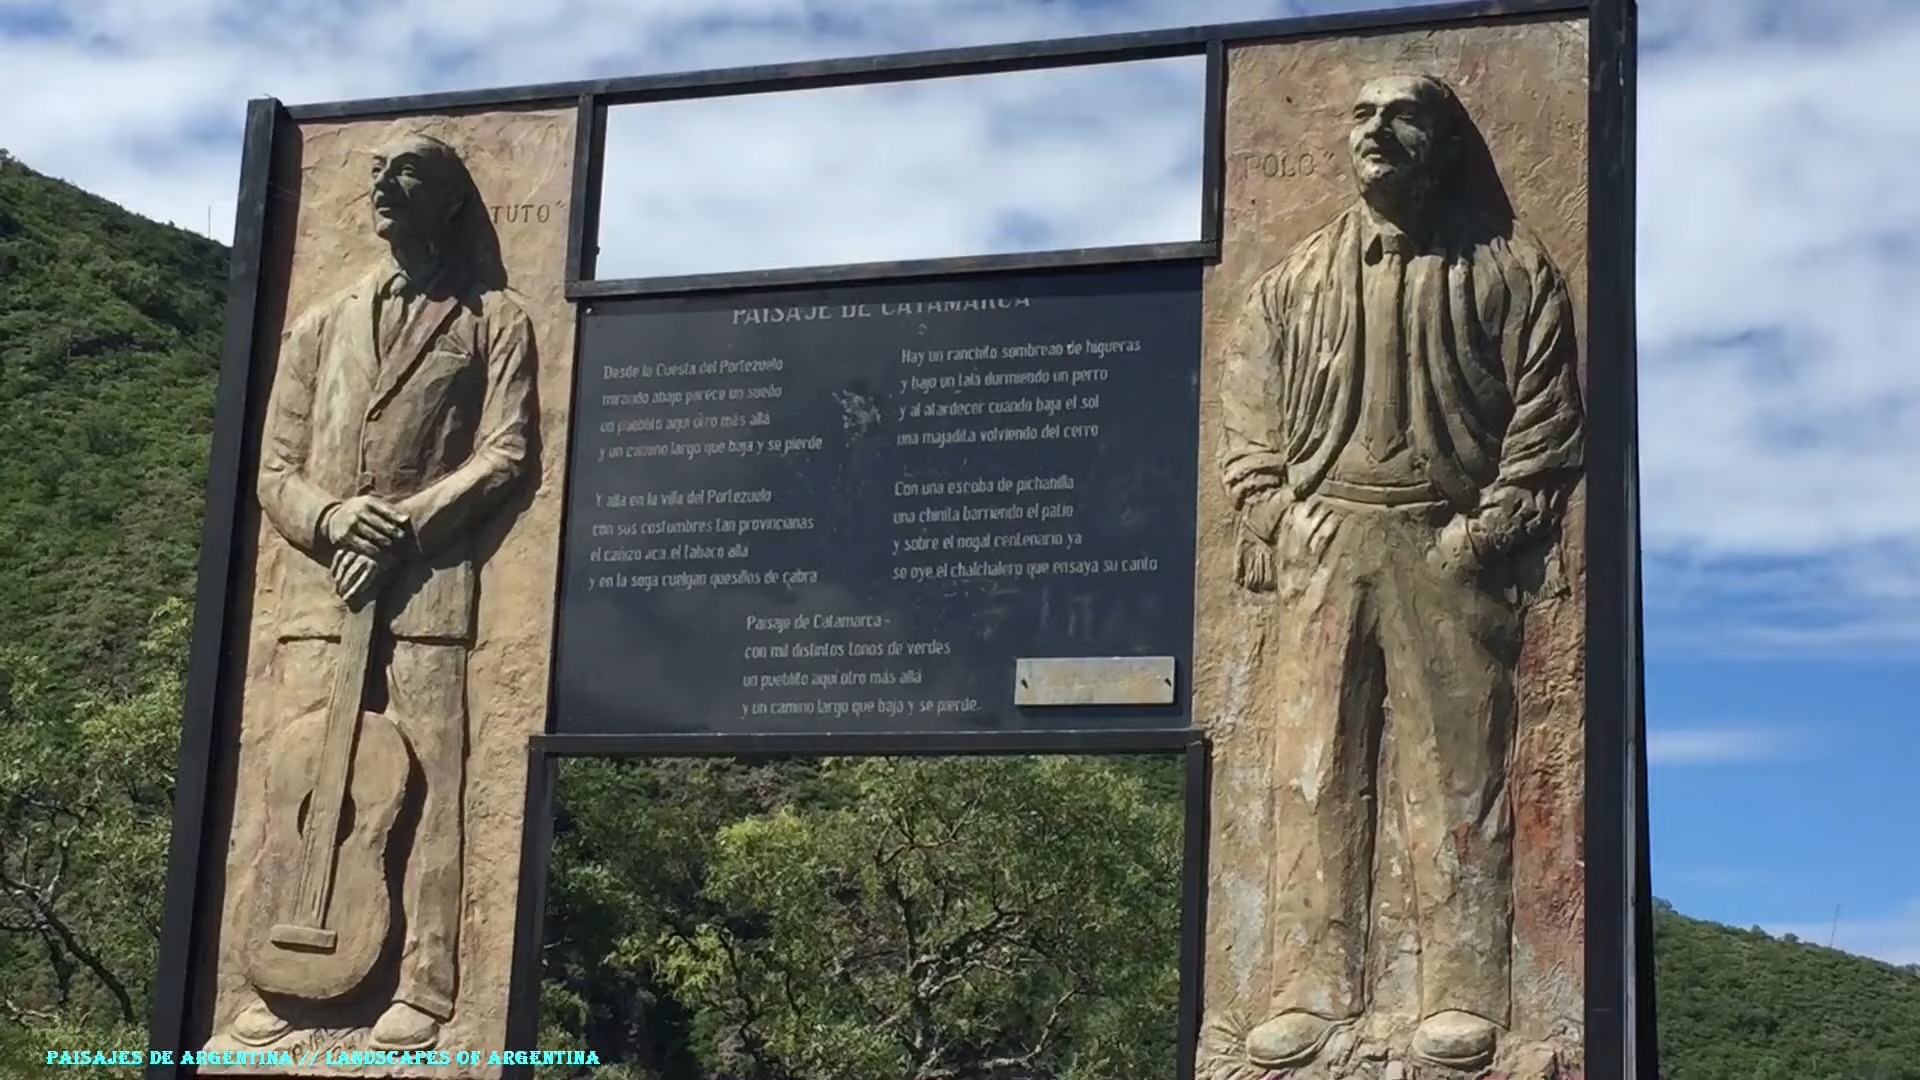 TUTO"
POLO"
PAISAJE DE CATAMARCA
Desde la Cuesta del Portezuelo
mirando abajo parece un sueño
un pueblito aquí otro más allá
y un camino largo que baja y se pierde
Y alla en la villa del Portezuelo
con sus costumbres tan provincianas
el cañizo aca, el tabaco alla
y en la soga cuelgan quesillos de cabra
Hay un ranchito sombreao de higueras
y bajo un tala durmiendo un perro
y al atardecer cuando baja el sol
una majadita volviendo del cerro
Con una escoba de pichanilla
una chinita barriendo el patio
y sobre el nogal centenario ya
se oye el chalchalero que ensaya su canto
Paisaje de Catamarca -
con mil distintos tonos de verdes
un pueblito aquí otro más allá
y un camino largo que baja y se pierde.
PAISAJES DE ARGENTINA // LANDSCAPES OF ARGENTINA